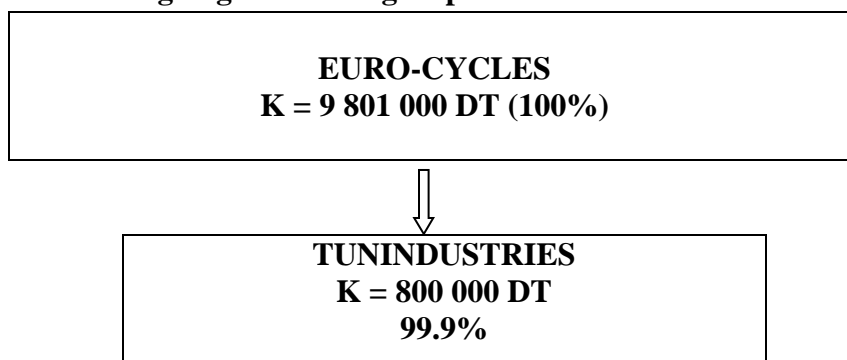 EURO-CYCLES
K = 9 801 000 DT (100%)
TUNINDUSTRIES
K = 800 000 DT
99.9%